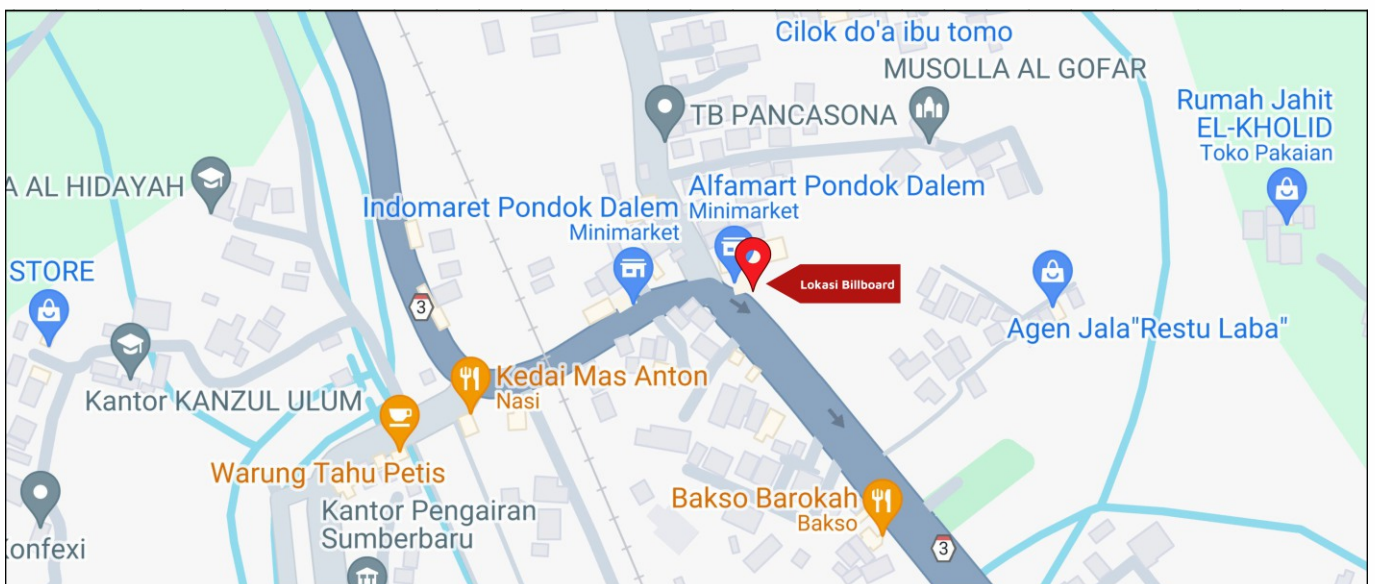 Cilok do'a ibu tomo
MUSOLLA AL GOFAR
TB PANCASONA
Rumah Jahit
EL-KHOLID
Toko Pakaian
A AL HIDAYAH
Indomaret Pondok Dalem
Minimarket
Alfamart Pondok Dalem
Minimarket
STORE
3
Lokasi Billboard
Agen Jala"Restu Laba"
Kantor KANZUL ULUM
Kedai Mas Anton
Nasi
Warung Tahu Petis
Bakso Barokah
Bakso
Kantor Pengairan
Sumberbaru
onfexi
3